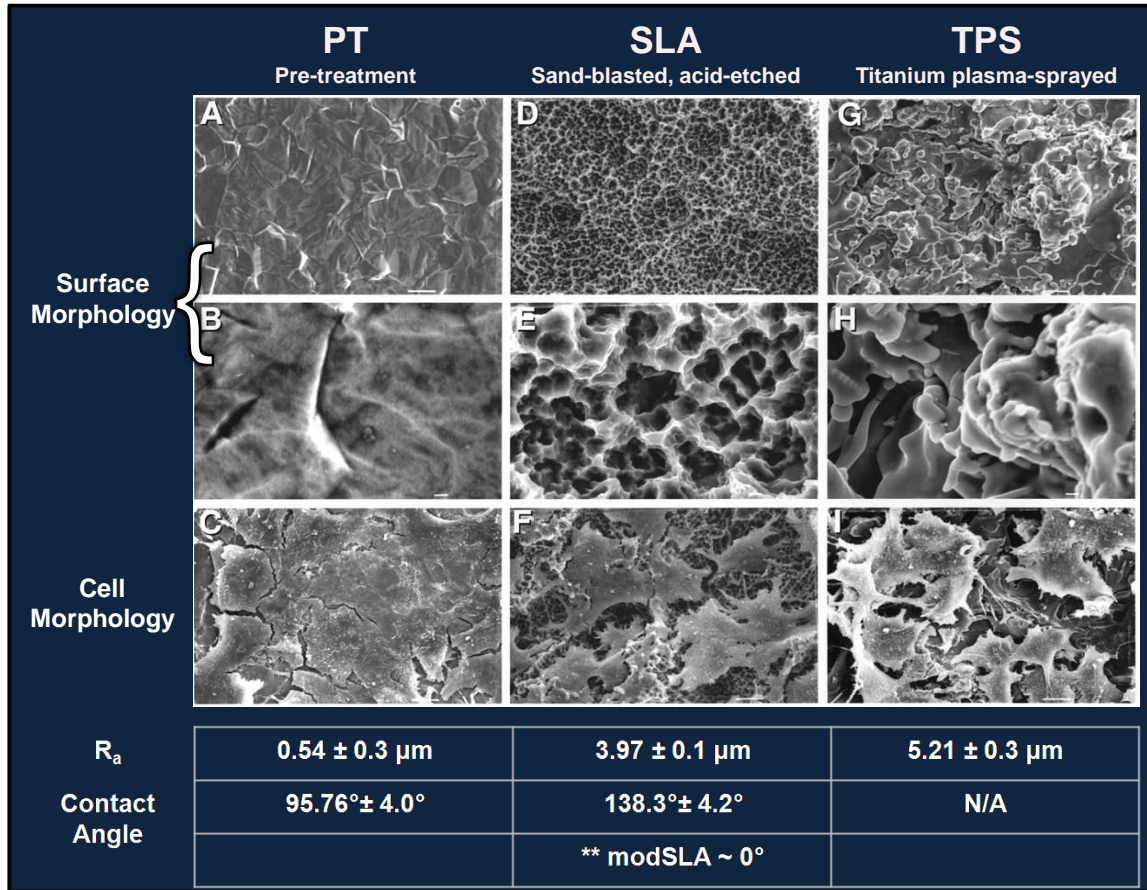 PT
Pre-treatment
SLA
Sand-blasted, acid-etched
TPS
Titanium plasma-sprayed
A
D
G
Surface
Morphology
B
E
H
C
F
I
Cell
Morphology
Ra
0.54 ± 0.3 µm
3.97 ± 0.1 µm
5.21 ± 0.3 µm
Contact
Angle
95.76°± 4.0°
138.3°± 4.2°
N/A
** modSLA ~ 0°